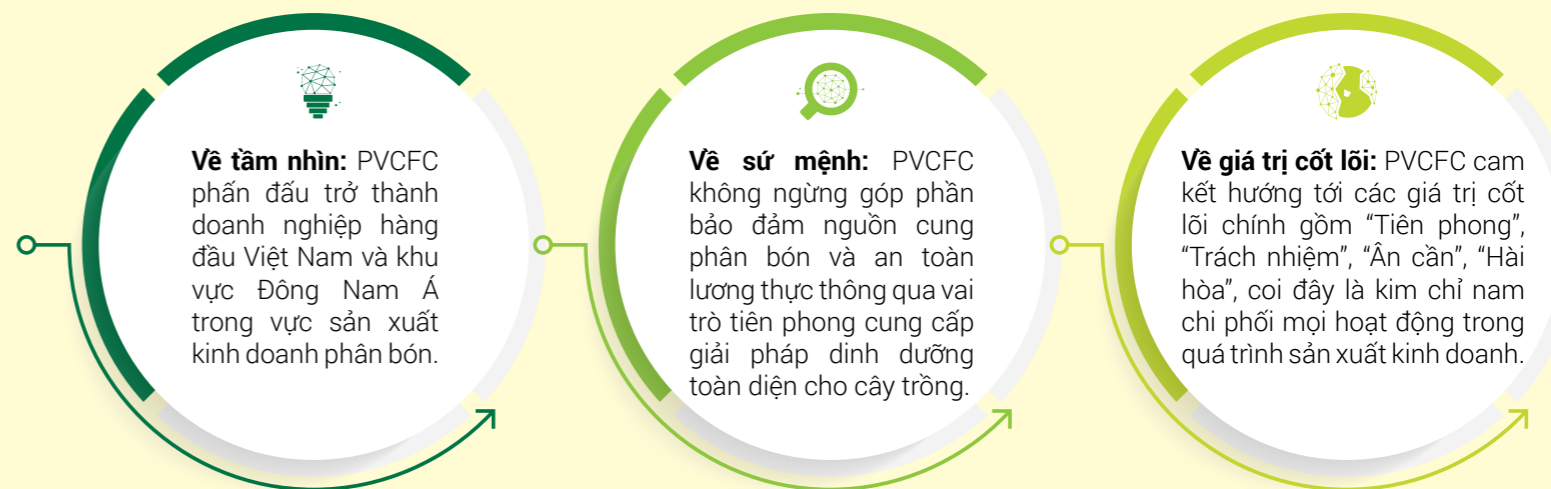 Về tầm nhìn: PVCFC
phấn đấu trở thành
doanh nghiệp hàng
đầu Việt Nam và khu
vực Đông Nam Á
trong vực sản xuất
kinh doanh phân bón.
Về sứ mệnh: PVCFC
không ngừng góp phần
bảo đảm nguồn cung
phân bón và an toàn
lương thực thông qua vai
trò tiên phong cung cấp
giải pháp dinh dưỡng
toàn diện cho cây trồng.
Về giá trị cốt lõi: PVCFC cam
kết hướng tới các giá trị cốt
lõi chính gồm “Tiên phong”,
“Trách nhiệm”, “Ân cần”, “Hài
hòa”, coi đây là kim chỉ nam
chi phối mọi hoạt động trong
quá trình sản xuất kinh doanh.